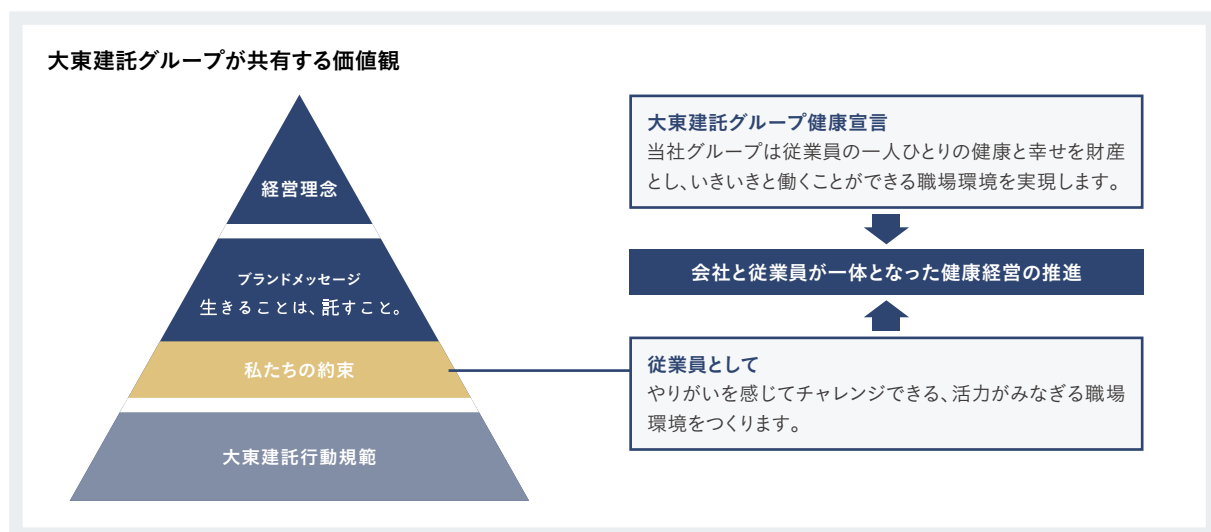 大東建託グループが共有する価値観
経営理念
ブランドメッセージ
生きることは、託すこと。
私たちの約束
大東建託行動規範
大東建託グループ健康宣言
当社グループは従業員の一人ひとりの健康と幸せを財産
とし、いきいきと働くことができる職場環境を実現します。
会社と従業員が一体となった健康経営の推進
従業員として
やりがいを感じてチャレンジできる、活力がみなぎる職場
環境をつくります。